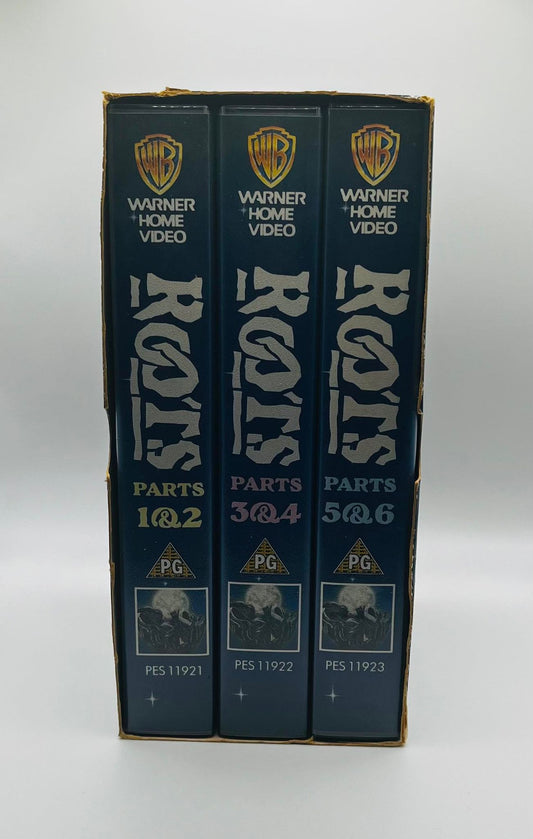 WB
WARNER
HOME
VIDEO
ROOTS
PARTS
1&2
PG
PES 11921
WB
WARNER
HOME
VIDEO
ROOTS
PARTS
3&4
PG
PES 11922
WB
WARNER
HOME
VIDEO
ROOTS
PARTS
5&6
PG
PES 11923